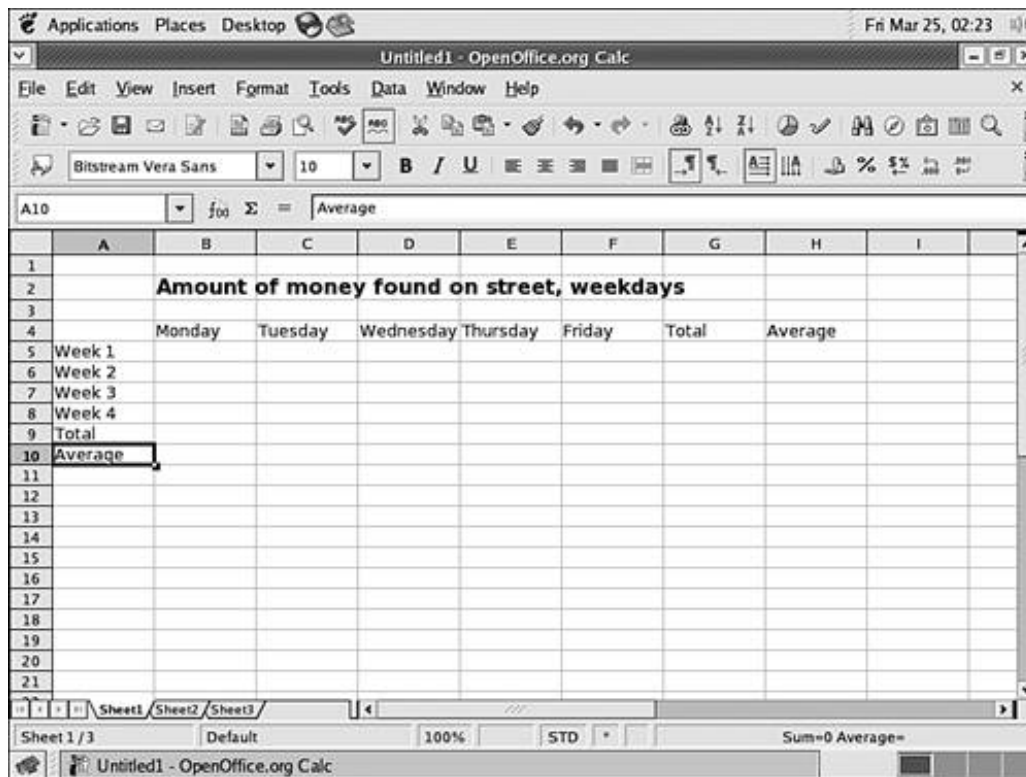 Applications Places Desktop Fri Mar 25, 02:23
Untitled1 - OpenOffice.org Calc
File Edit View Insert Format Tools Data Window Help
Bitstream Vera Sans 10 B I U
A10 f(x) Σ = Average
A B C D E F G H I
1
2 Amount of money found on street, weekdays
3
4 Monday Tuesday Wednesday Thursday Friday Total Average
5 Week 1
6 Week 2
7 Week 3
8 Week 4
9 Total
10 Average
11
12
13
14
15
16
17
18
19
20
21
Sheet1 Sheet2 Sheet3
Sheet 1 / 3 Default 100% STD * Sum=0 Average=
Untitled1 - OpenOffice.org Calc